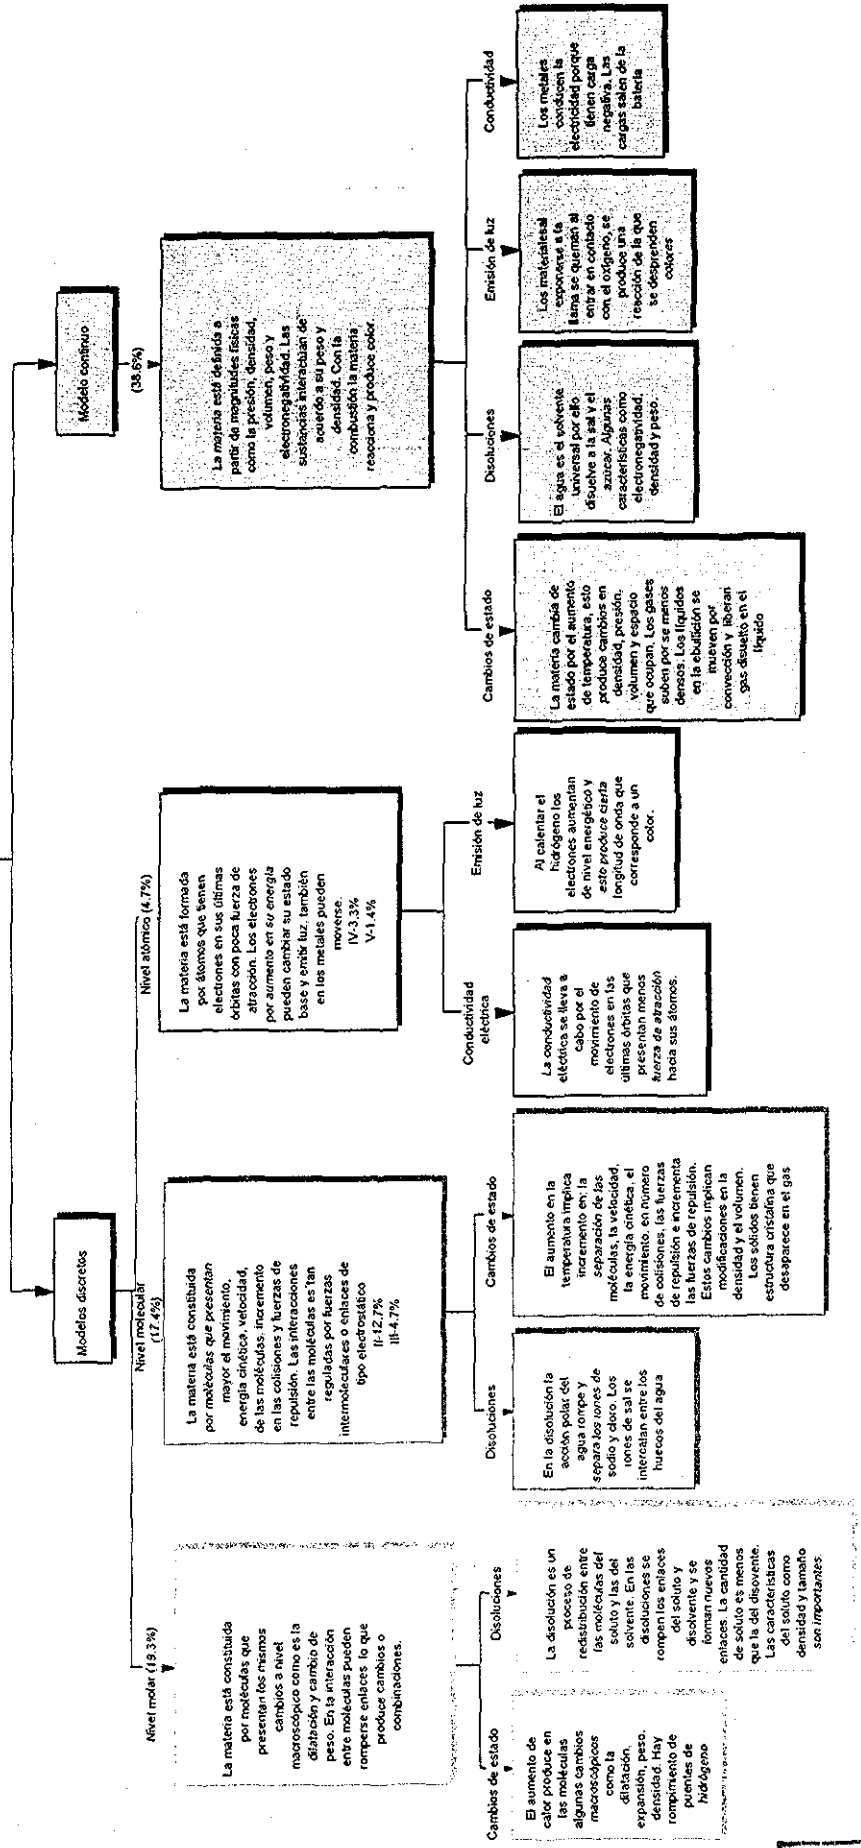 Modelos discretos
Modelo continuo
(38.6%)
Nivel molar (19.3%)
Nivel molecular
(17.4%)
Nivel atómico (4.7%)
La materia está constituida
por moléculas que
presentan los mismos
cambios a nivel
macroscópico como es la
dilatación y cambio de
peso. En la interacción
entre moléculas pueden
romperse enlaces lo que
produce cambios o
combinaciones.
La materia está constituida
por moléculas que presentan
mayor el movimiento,
energía cinética, velocidad,
de las moléculas, incremento
en las colisiones y fuerzas de
repulsión. Las interacciones
entre las moléculas es'tan
reguladas por fuerzas
intermoleculares o enlaces de
tipo electrostático
II-12.7%
III-4.7%
La materia está formada
por átomos que tienen
electrones en sus últimas
órbitas con poca fuerza de
atracción. Los electrones
por aumento en su energía
pueden cambiar su estado
base y emitir luz, también
en los metales pueden
moverse.
IV-3.3%
V-1.4%
La materia está definida a
partir de magnitudes físicas
como la presión, densidad,
volumen, peso y
electronegatividad. Las
sustancias interactúan de
acuerdo a su peso y
densidad. Con la
combustión la materia
reacciona y produce color.
Cambios de estado
Disoluciones
Disoluciones
Cambios de estado
Conductividad
eléctrica
Emisión de luz
Cambios de estado
Disoluciones
Emisión de luz
Conductividad
El aumento de
calor produce en
las moléculas
algunas cambios
macroscópicos
como la
dilatación,
expansión, peso.
densidad. Hay
rompimiento de
puentes de
hidrógeno
La disolución es un
proceso de
redistribución entre
las moléculas del
soluto y las del
solvente. En las
disoluciones se
rompen los enlaces
del soluto y
disolvente y se
forman nuevos
enlaces. La cantidad
de soluto es menos
que la del disovente.
Las características
del soluto como
densidad y tamaño
son importantes.
En la disolución la
acción polar del
agua rompe y
separa los iones de
sodio y cloro. Los
iones de sal se
intercalan entre los
huecos del agua
El aumento en la
temperatura implica
incremento en: la
separación de las
moléculas, la velocidad,
la energía cinética, el
movimiento, en número
de colisiones, las fuerzas
de repulsión e incrementa
las fuerzas de repulsión.
Estos cambios implican
modificaciones en la
densidad y el volumen.
Los sólidos tienen
estructura cristalina que
desaparece en el gas
La conductividad
eléctrica se lleva a
cabo por el
movimiento de
electrones en las
últimas órbitas que
presentan menos
fuerza de atracción
hacia sus átomos.
Al calentar el
hidrógeno los
electrones aumentan
de nivel energético y
esto produce cierta
longitud de onda que
corresponde a un
color.
La materia cambia de
estado por el aumento
de temperatura, esto
produce cambios en
densidad, presión,
volumen y espacio
que ocupan. Los gases
suben por se menos
densos. Los líquidos
en la ebullición se
mueven por
convección y liberan
gas disuelto en el
líquido
El agua es el solvente
universal por ello
disuelve a la sal y el
azúcar. Algunas
características como
electronegatividad,
densidad y peso.
Los materialesal
exponerse a la
llama se queman al
entrar en contacto
con el oxígeno, se
produce una
reacción de la que
se desprenden
colores
Los metales
conducen la
electricidad porque
tienen carga
negativa. Las
cargas salen de la
batería